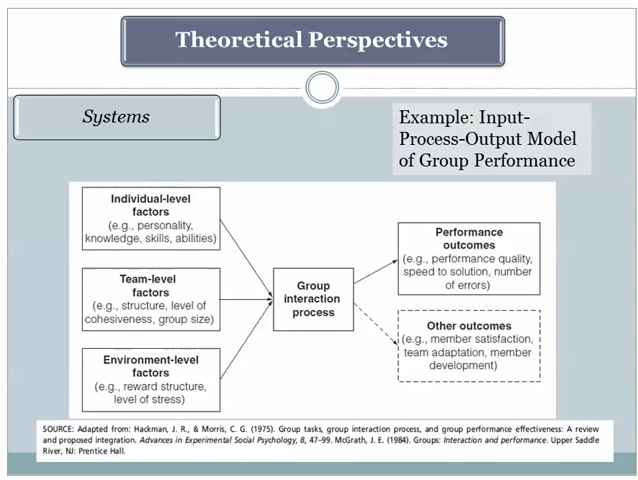 Theoretical Perspectives
Systems
Example: Input-
Process-Output Model
of Group Performance
Individual-level
factors
(e.g., personality,
knowledge, skills, abilities)
Team-level
factors
(e.g., structure, level of
cohesiveness, group size)
Environment-level
factors
(e.g., reward structure,
level of stress)
Group
interaction
process
Performance
outcomes
(e.g., performance quality,
speed to solution, number
of errors)
Other outcomes
(e.g., member satisfaction,
team adaptation, member
development)
SOURCE: Adapted from: Hackman, J. R., & Morris, C. G. (1975). Group tasks, group interaction process, and group performance effectiveness: A review
and proposed integration. Advances in Experimental Social Psychology, 8, 47–99. McGrath, J. E. (1984). Groups: Interaction and performance. Upper Saddle
River, NJ: Prentice Hall.